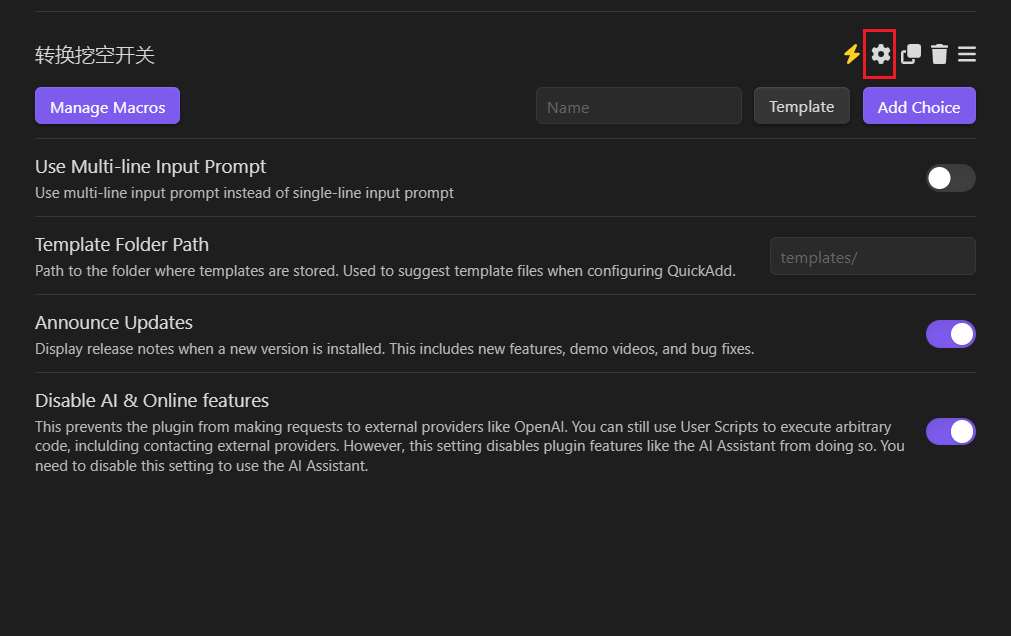 转换挖空开关
Manage Macros
Name
Template
Add Choice
Use Multi-line Input Prompt
Use multi-line input prompt instead of single-line input prompt
Template Folder Path
Path to the folder where templates are stored. Used to suggest template files when configuring QuickAdd.
templates/
Announce Updates
Display release notes when a new version is installed. This includes new features, demo videos, and bug fixes.
Disable AI & Online features
This prevents the plugin from making requests to external providers like OpenAI. You can still use User Scripts to execute arbitrary
code, inclulding contacting external providers. However, this setting disables plugin features like the AI Assistant from doing so. You
need to disable this setting to use the AI Assistant.